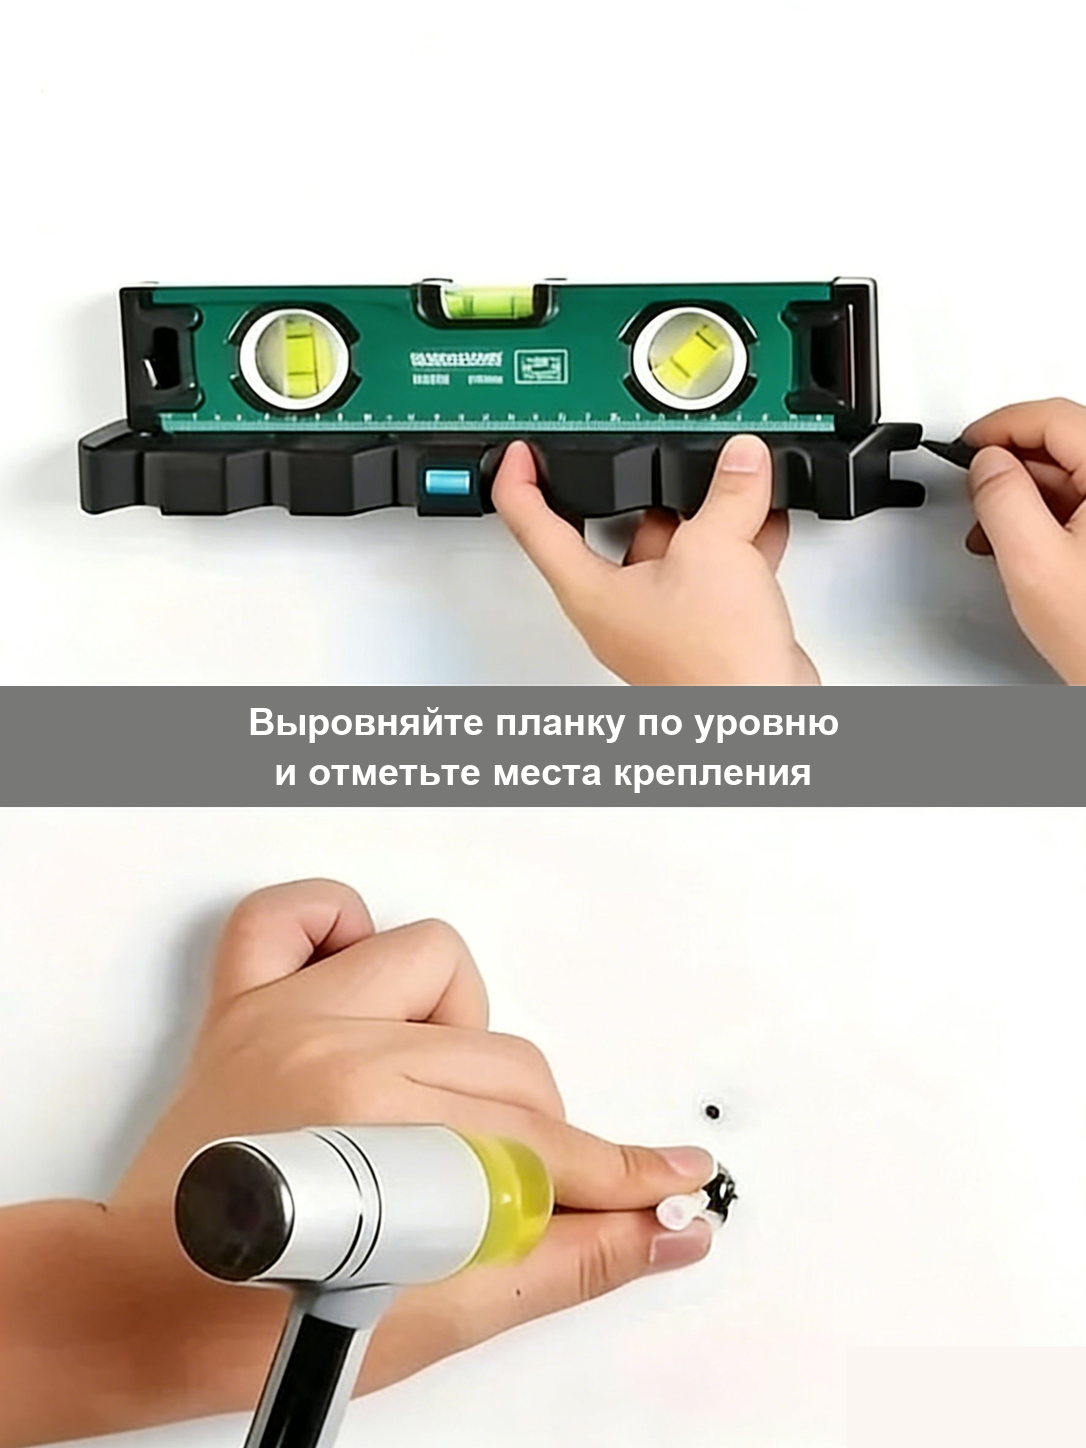 Выровняйте планку по уровню
и отметьте места крепления